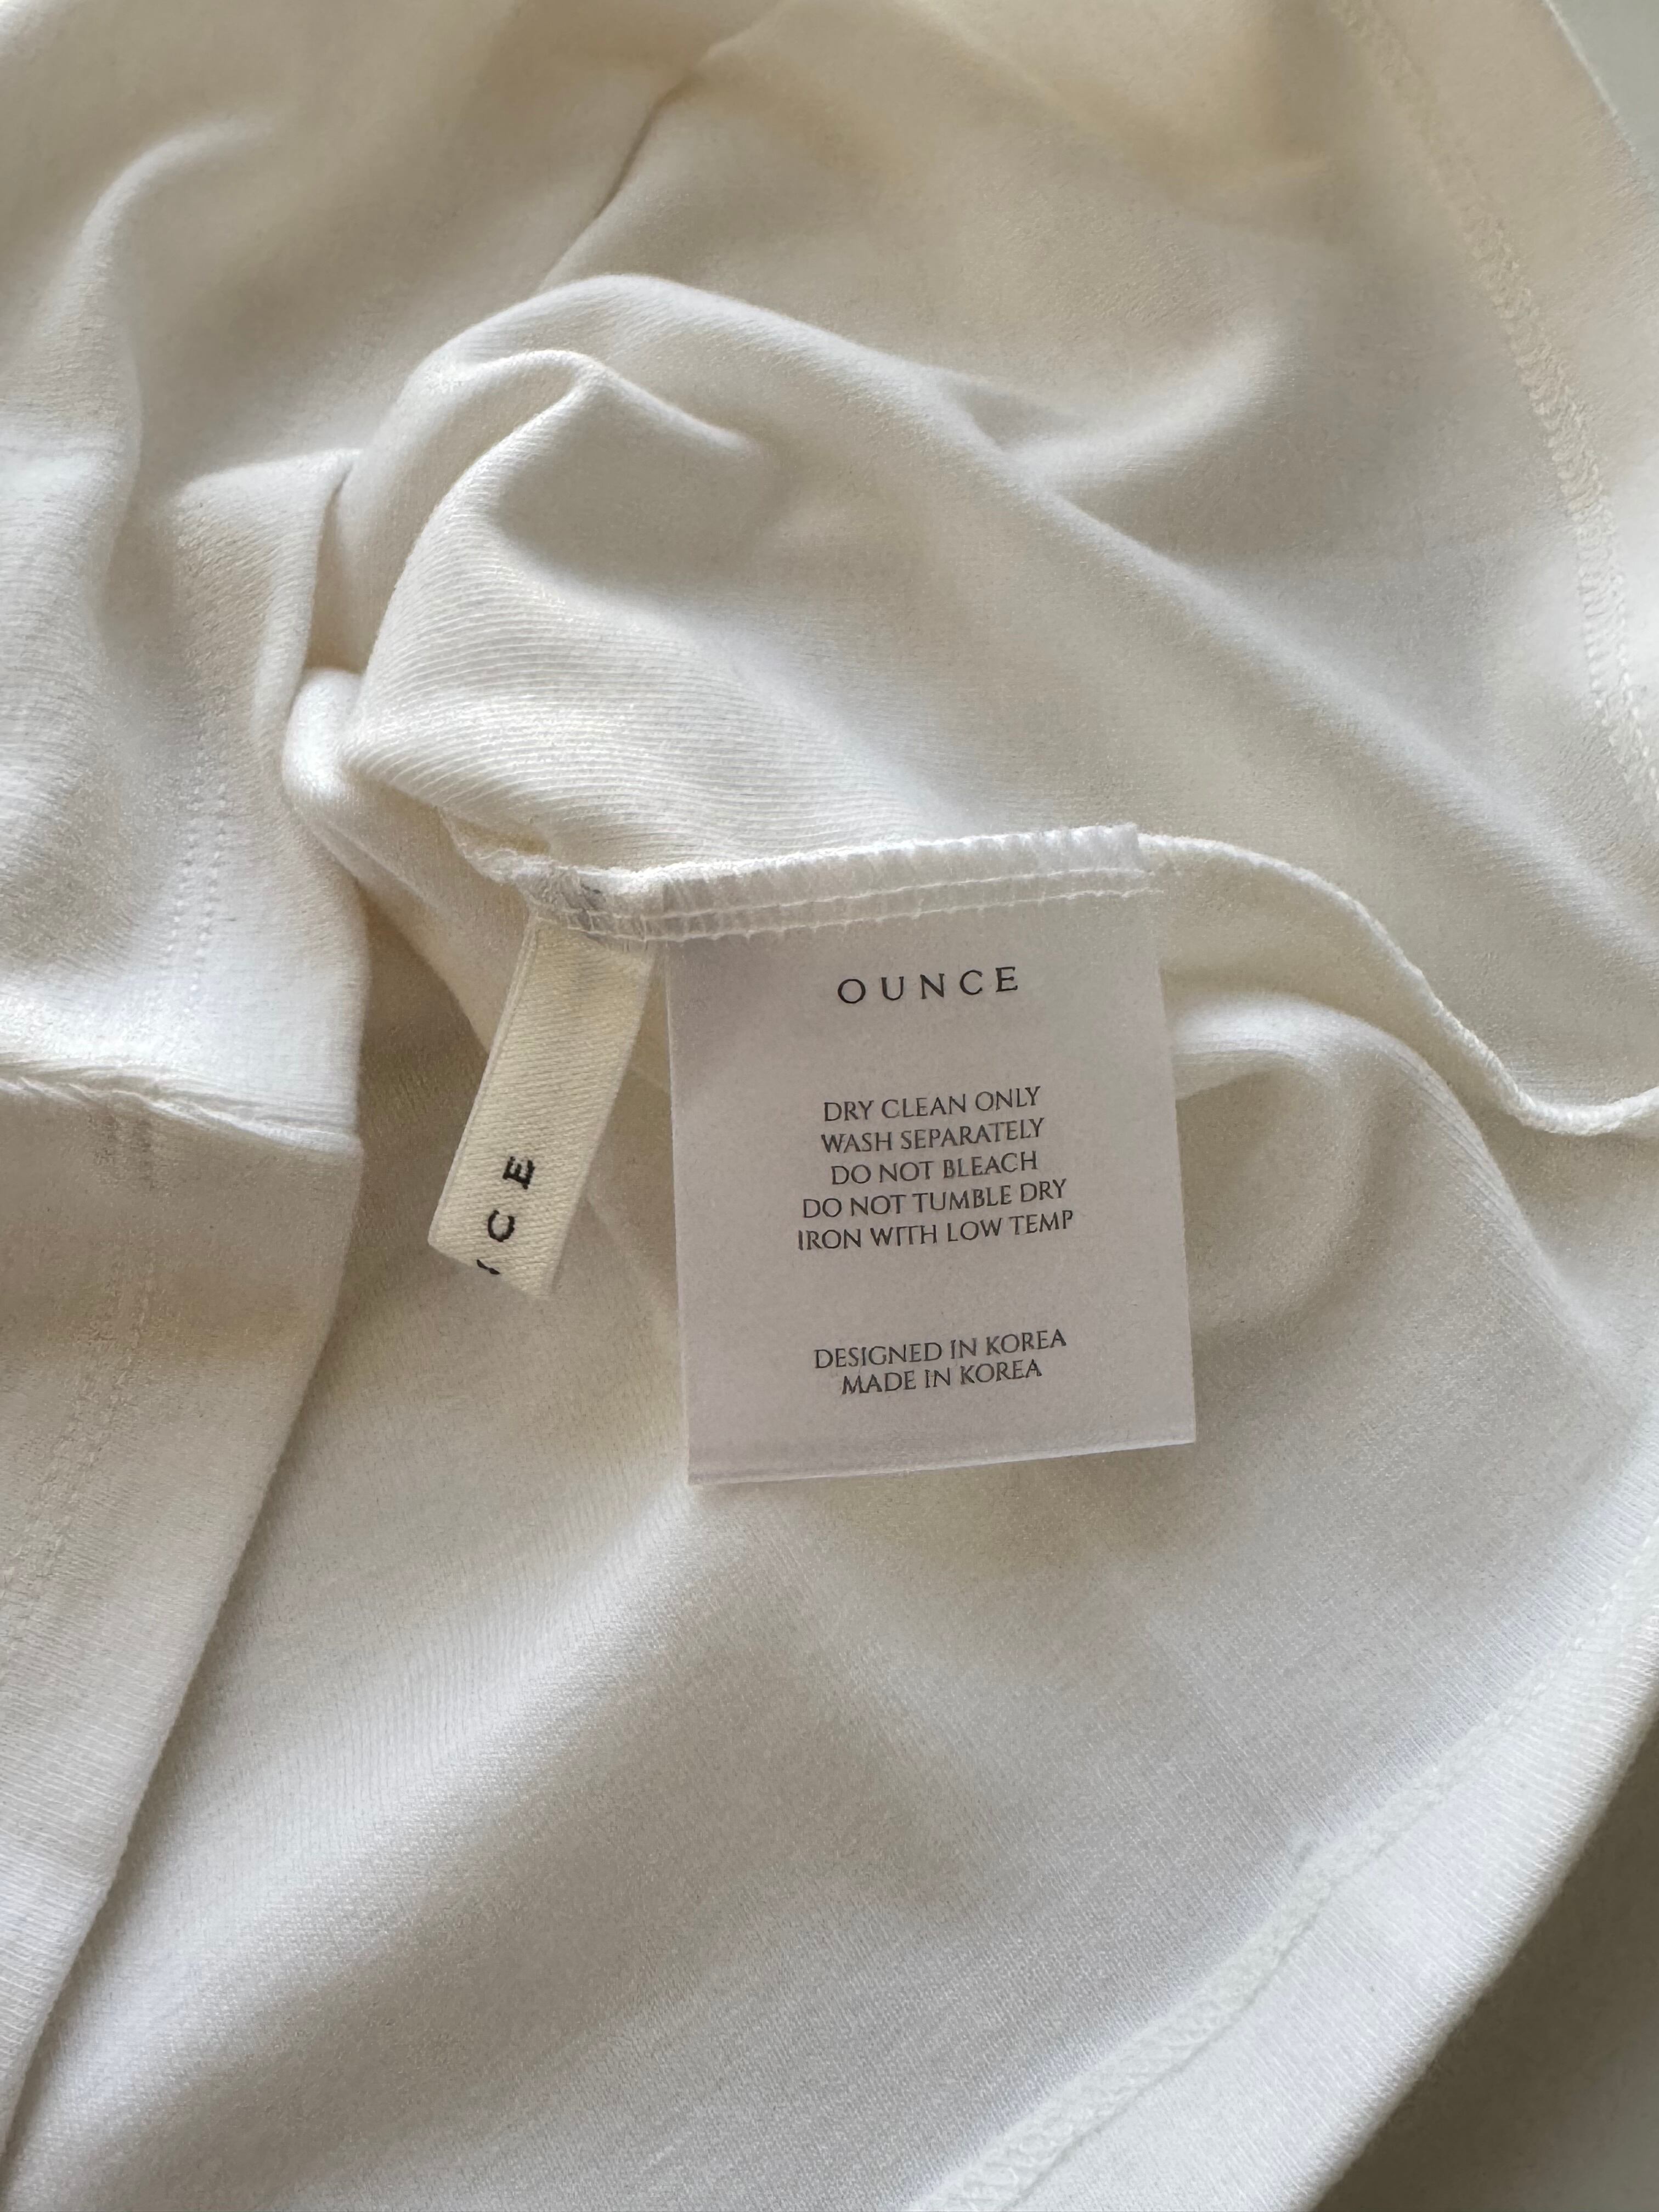 OUNCE
DRY CLEAN ONLY
WASH SEPARATELY
DO NOT BLEACH
DO NOT TUMBLE DRY
IRON WITH LOW TEMP
DESIGNED IN KOREA
MADE IN KOREA
CE